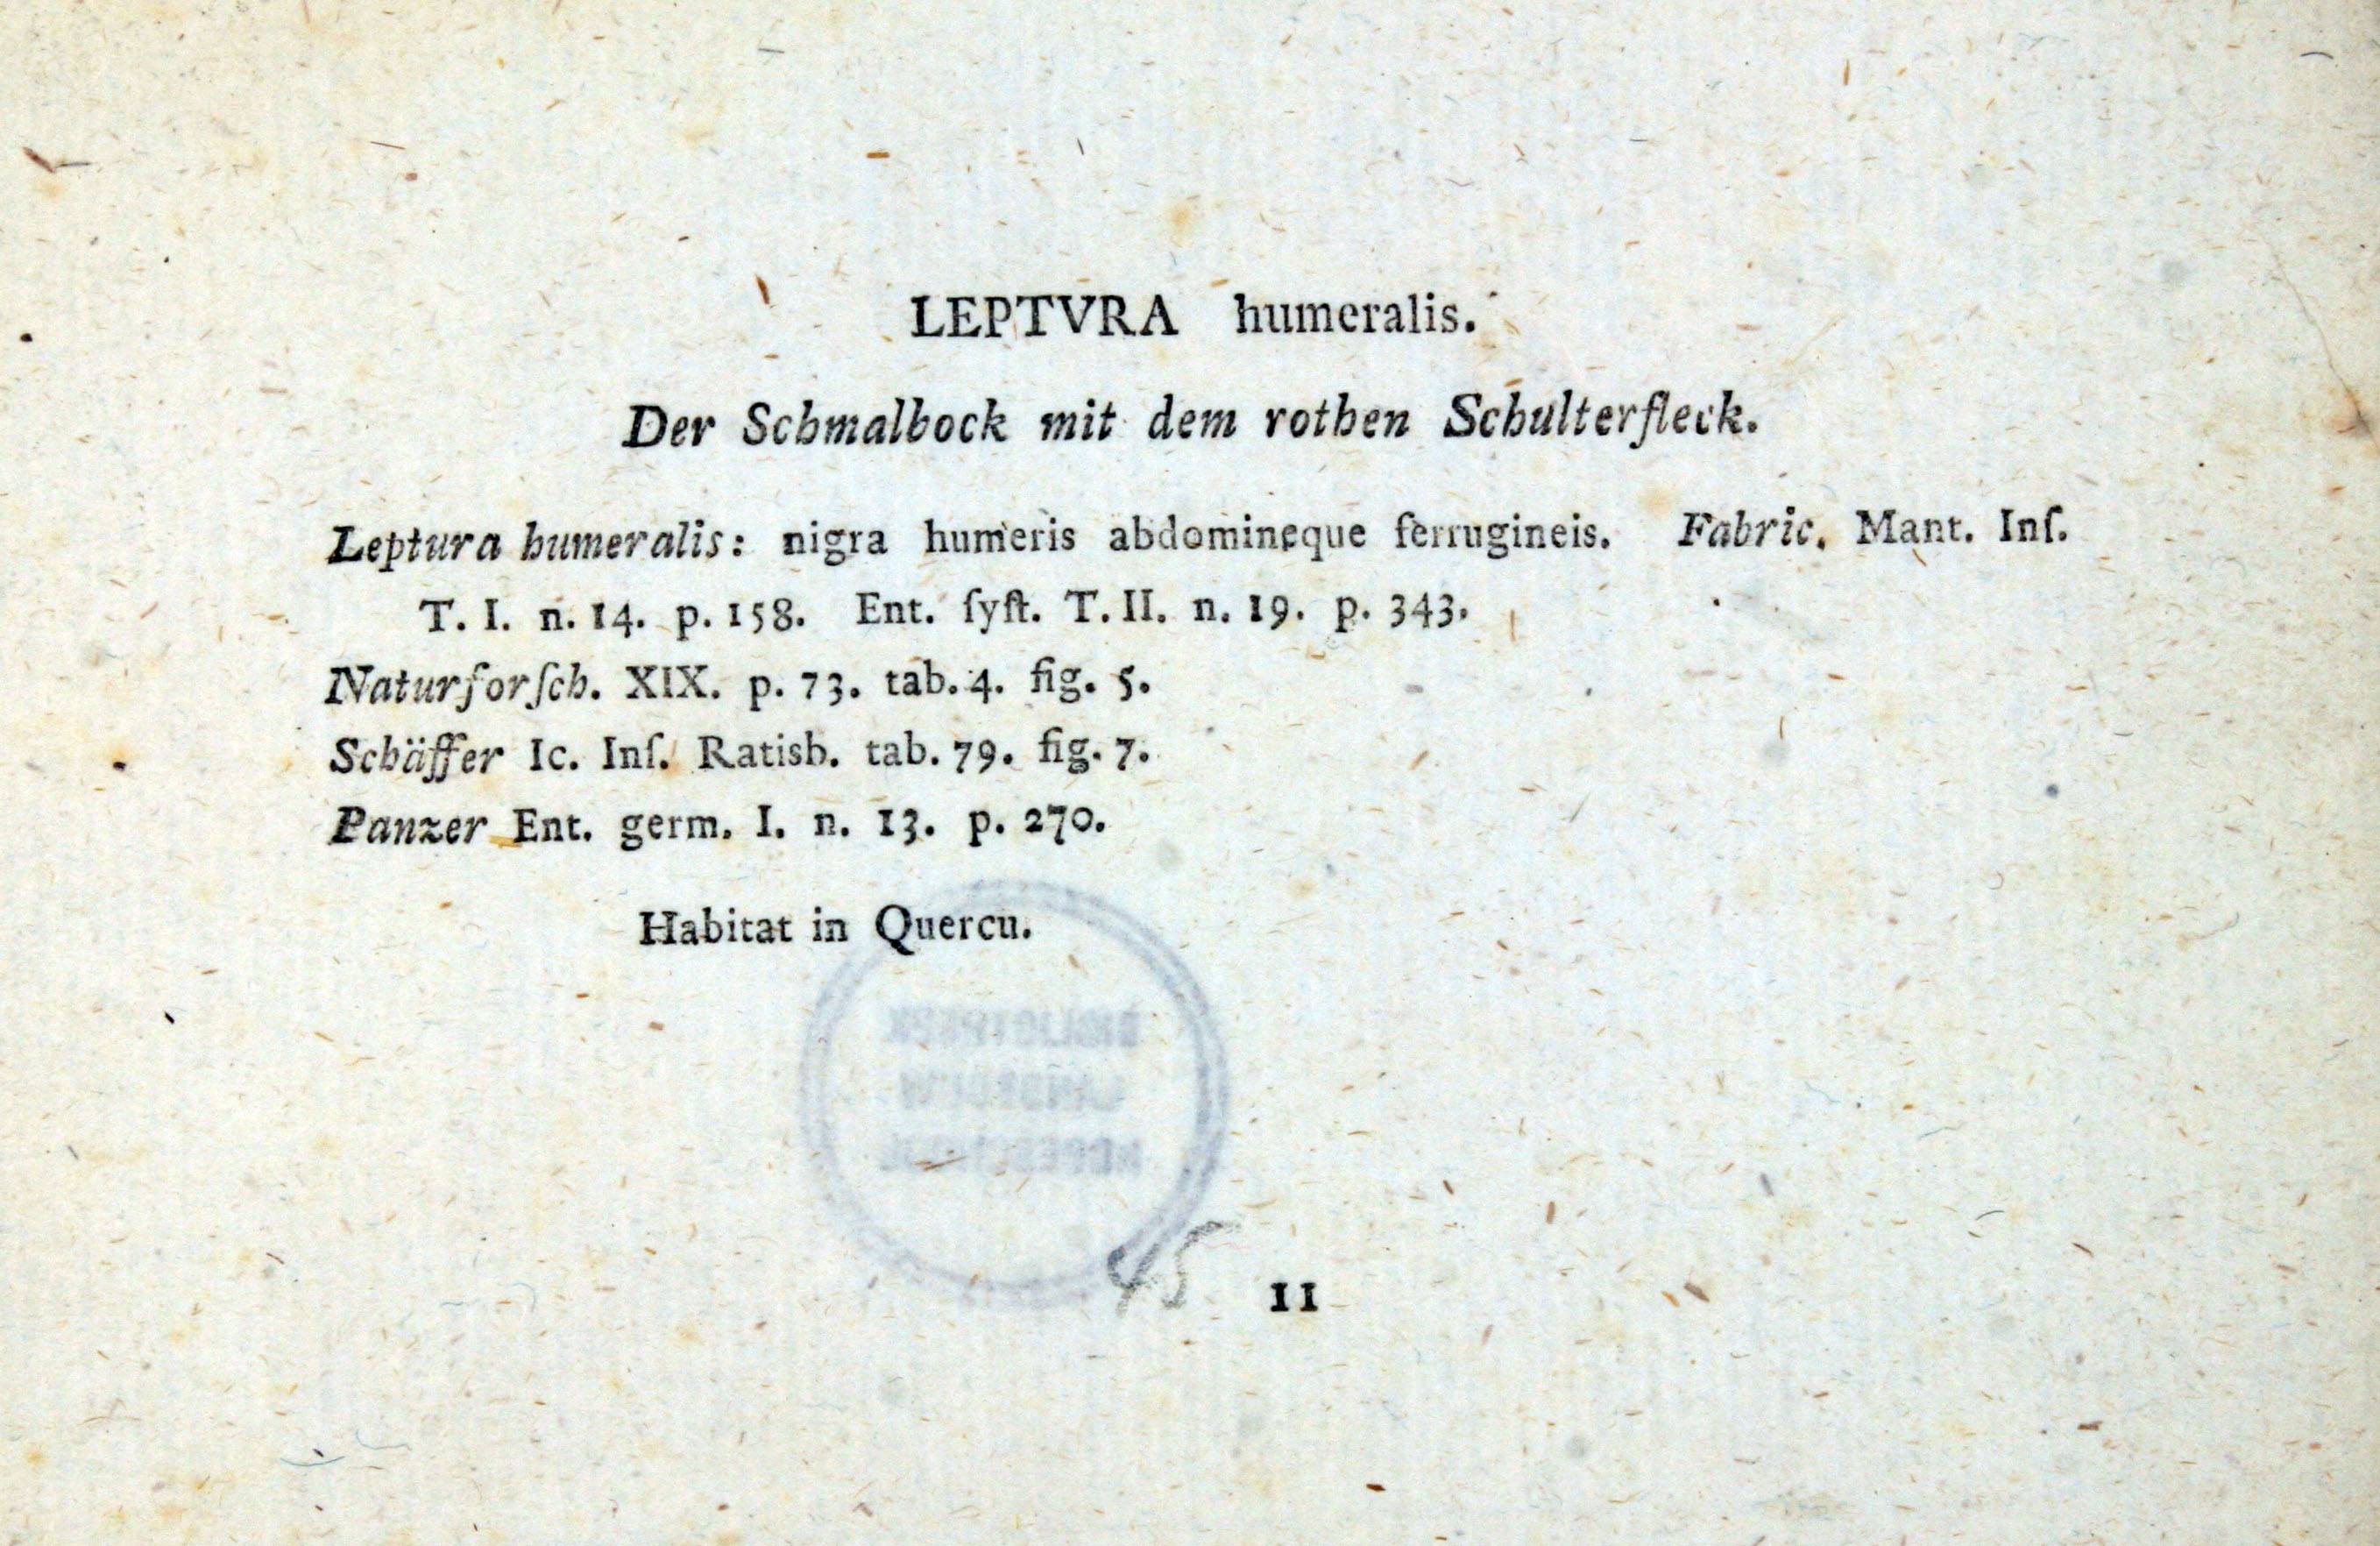 LEPTVRA humeralis.
Der Schmalbock mit dem rothen Schulterfleck.
Leptura humeralis: nigra humeris abdomineque ferrugineis. Fabric. Mant. Inſ.
T. I. n. 14. p. 158. Ent. ſyſt. T. II. n. 19. p. 343.
Naturforſch. XIX. p. 73. tab. 4. fig. 5.
Schäffer Ic. Inſ. Ratisb. tab. 79. fig. 7.
Panzer Ent. germ. I. n. 13. p. 270.
Habitat in Quercu.
BIBLIOTHEEK
45 11